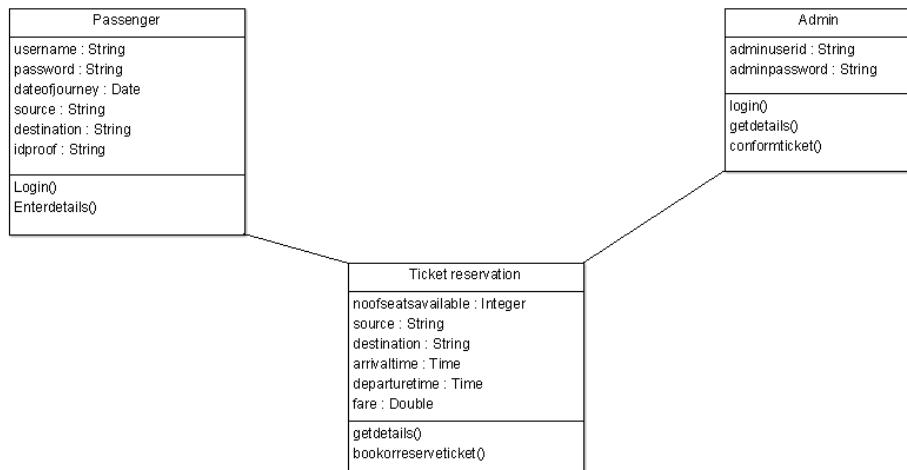 Passenger
username : String
password : String
dateofjourney : Date
source : String
destination : String
idproof : String
Login()
Enterdetails()
Admin
adminuserid : String
adminpassword : String
login()
getdetails()
conformticket()
Ticket reservation
noofseatsavailable : Integer
source : String
destination : String
arrivaltime : Time
departuretime : Time
fare : Double
getdetails()
bookorreserveticket()